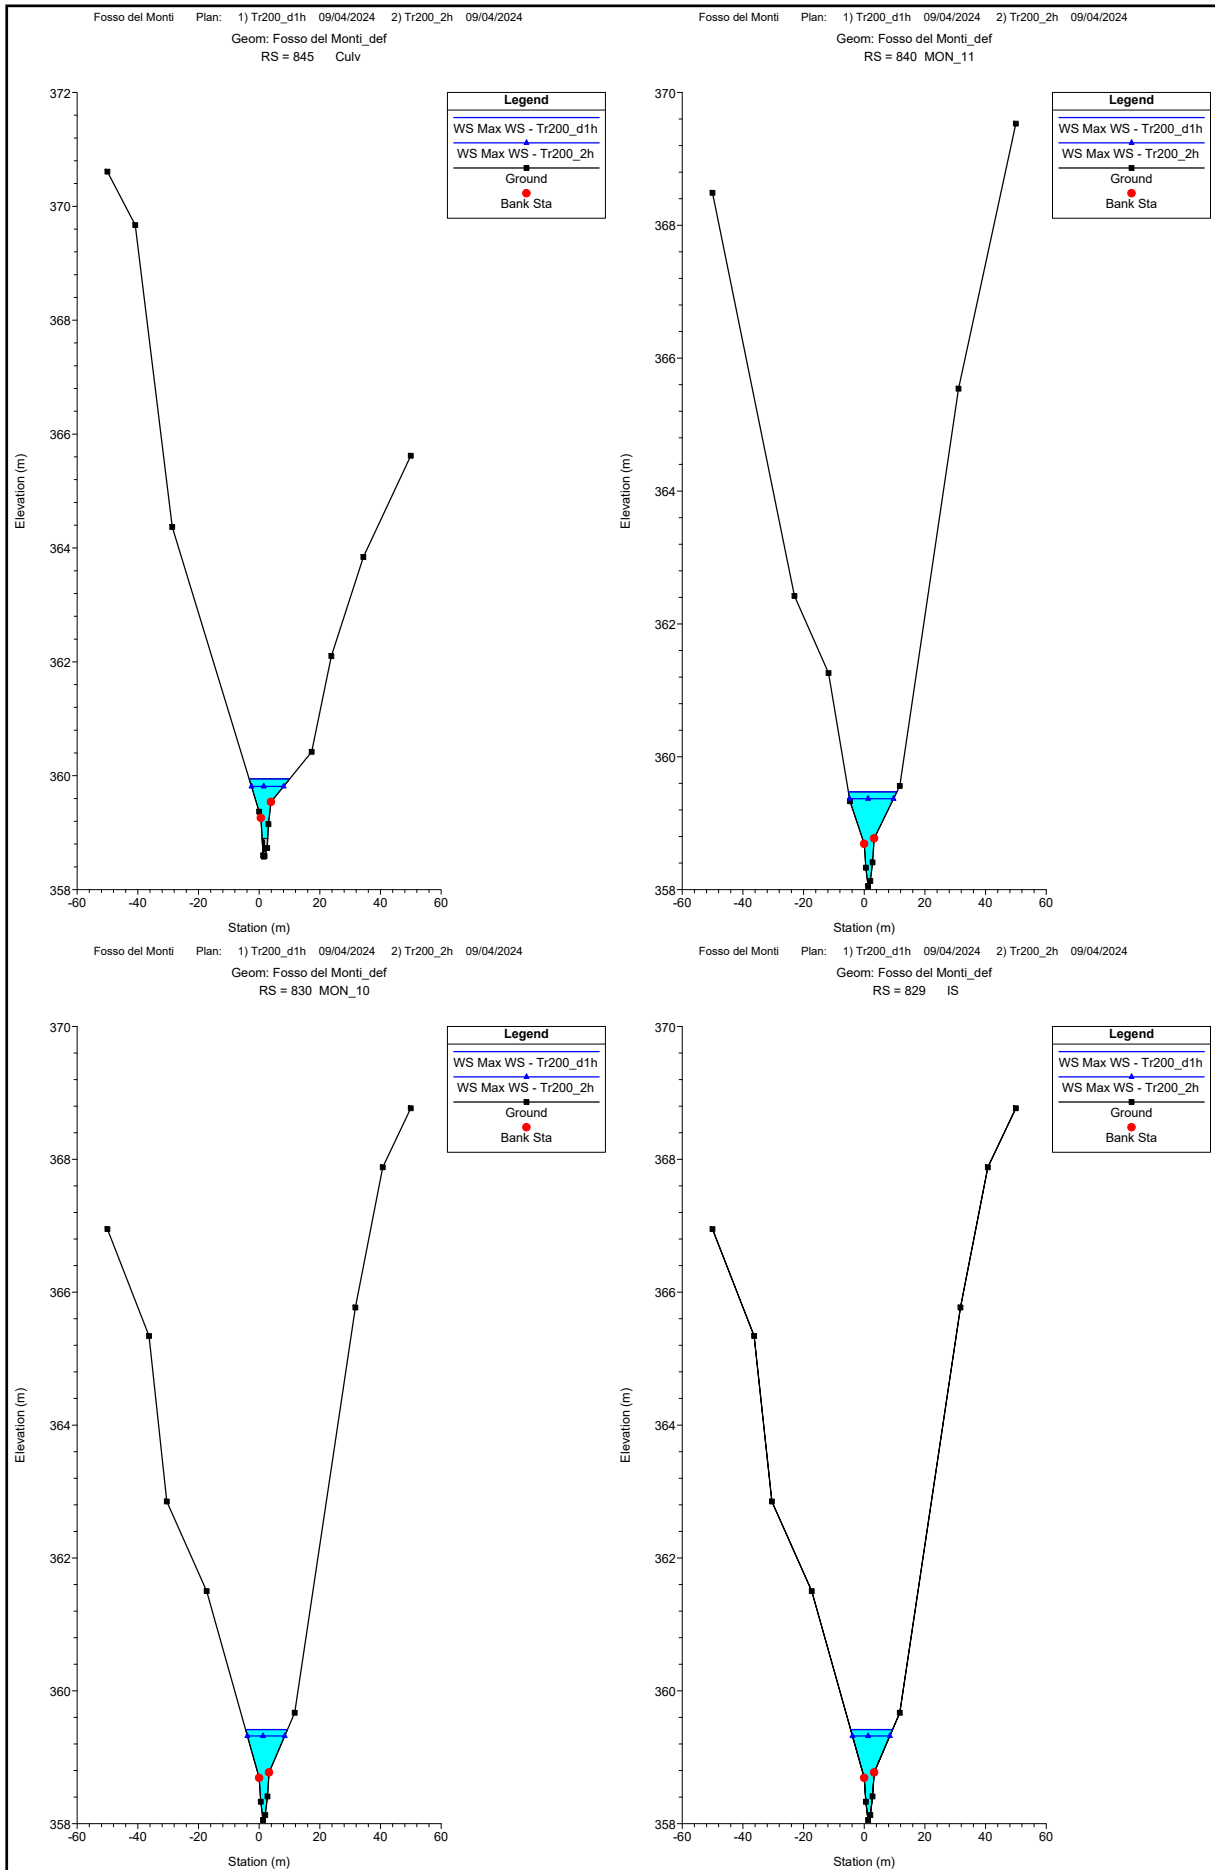 Fosso del Monti Plan: 1) Tr200_d1h 09/04/2024 2) Tr200_2h 09/04/2024
Geom: Fosso del Monti_def
RS = 845 Culv
372
370
368
366
364
362
360
358
-60 -40 -20 0 20 40 60
Station (m)
Elevation (m)
Legend
WS Max WS - Tr200_d1h
WS Max WS - Tr200_2h
Ground
Bank Sta
Fosso del Monti Plan: 1) Tr200_d1h 09/04/2024 2) Tr200_2h 09/04/2024
Geom: Fosso del Monti_def
RS = 840 MON_11
370
368
366
364
362
360
358
-60 -40 -20 0 20 40 60
Station (m)
Elevation (m)
Legend
WS Max WS - Tr200_d1h
WS Max WS - Tr200_2h
Ground
Bank Sta
Fosso del Monti Plan: 1) Tr200_d1h 09/04/2024 2) Tr200_2h 09/04/2024
Geom: Fosso del Monti_def
RS = 830 MON_10
370
368
366
364
362
360
358
-60 -40 -20 0 20 40 60
Station (m)
Elevation (m)
Legend
WS Max WS - Tr200_d1h
WS Max WS - Tr200_2h
Ground
Bank Sta
Fosso del Monti Plan: 1) Tr200_d1h 09/04/2024 2) Tr200_2h 09/04/2024
Geom: Fosso del Monti_def
RS = 829 IS
370
368
366
364
362
360
358
-60 -40 -20 0 20 40 60
Station (m)
Elevation (m)
Legend
WS Max WS - Tr200_d1h
WS Max WS - Tr200_2h
Ground
Bank Sta